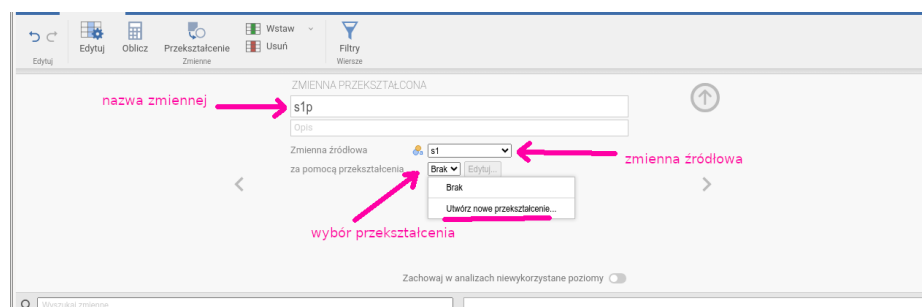 Edytuj
Oblicz
Przekształcenie
Wstaw
Usuń
Filtry
Edytuj
Zmienne
Wiersze
ZMIENNA PRZEKSZTAŁCONA
nazwa zmiennej
s1p
Opis
Zmienna źródłowa
s1
zmienna źródłowa
za pomocą przekształcenia
Brak
Edytuj...
Brak
Utwórz nowe przekształcenie...
wybór przekształcenia
Zachowaj w analizach niewykorzystane poziomy
Wyszukaj zmienne